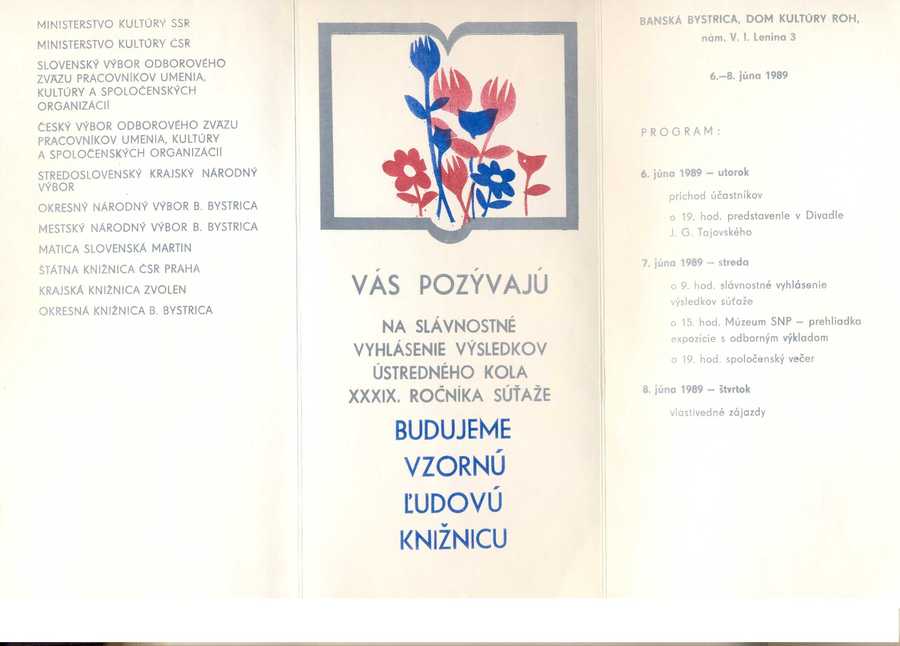 MINISTERSTVO KULTÚRY SSR
MINISTERSTVO KULTÚRY ČSR
SLOVENSKÝ VÝBOR ODBOROVÉHO
ZVÄZU PRACOVNÍKOV UMENIA,
KULTÚRY A SPOLOČENSKÝCH
ORGANIZÁCIÍ
ČESKÝ VÝBOR ODBOROVÉHO ZVÄZU
PRACOVNÍKOV UMENIA, KULTÚRY
A SPOLOČENSKÝCH ORGANIZÁCIÍ
STREDOSLOVENSKÝ KRAJSKÝ NÁRODNÝ
VÝBOR
OKRESNÝ NÁRODNÝ VÝBOR B. BYSTRICA
MESTSKÝ NÁRODNÝ VÝBOR B. BYSTRICA
MATICA SLOVENSKÁ MARTIN
ŠTÁTNA KNIŽNICA ČSR PRAHA
KRAJSKÁ KNIŽNICA ZVOLEN
OKRESNÁ KNIŽNICA B. BYSTRICA
VÁS POZÝVAJÚ
NA SLÁVNOSTNÉ
VYHLÁSENIE VÝSLEDKOV
ÚSTREDNÉHO KOLA
XXXIX. ROČNÍKA SÚŤAŽE
BUDUJEME
VZORNÚ
ĽUDOVÚ
KNIŽNICU
BANSKÁ BYSTRICA, DOM KULTÚRY ROH,
nám. V. I. Lenina 3
6.—8. júna 1989
PROGRAM:
6. júna 1989 — utorok
príchod účastníkov
o 19. hod. predstavenie v Divadle
J. G. Tajovského
7. júna 1989 — streda
o 9. hod. slávnostné vyhlásenie
výsledkov súťaže
o 15. hod. Múzeum SNP — prehliadka
expozície s odborným výkladom
o 19. hod. spoločenský večer
8. júna 1989 — štvrtok
vlastivedné zájazdy